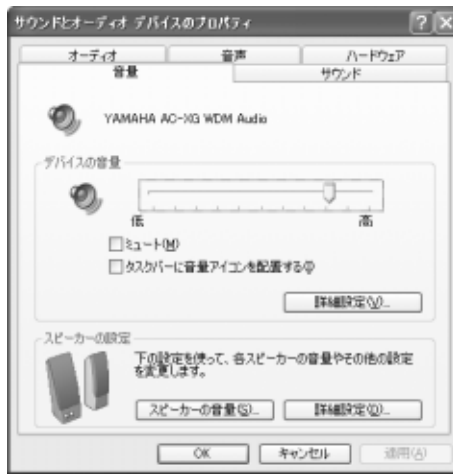 サウンドとオーディオ デバイスのプロパティ
オーディオ 音声 ハードウェア
音量 サウンド
YAMAHA AC-XG WDM Audio
デバイスの音量
低 高
ミュート(M)
タスクバーに音量アイコンを配置する(I)
詳細設定(V)...
スピーカーの設定
下の設定を使って、各スピーカーの音量やその他の設定
を変更します。
スピーカーの音量(S)... 詳細設定(D)...
OK キャンセル 適用(A)